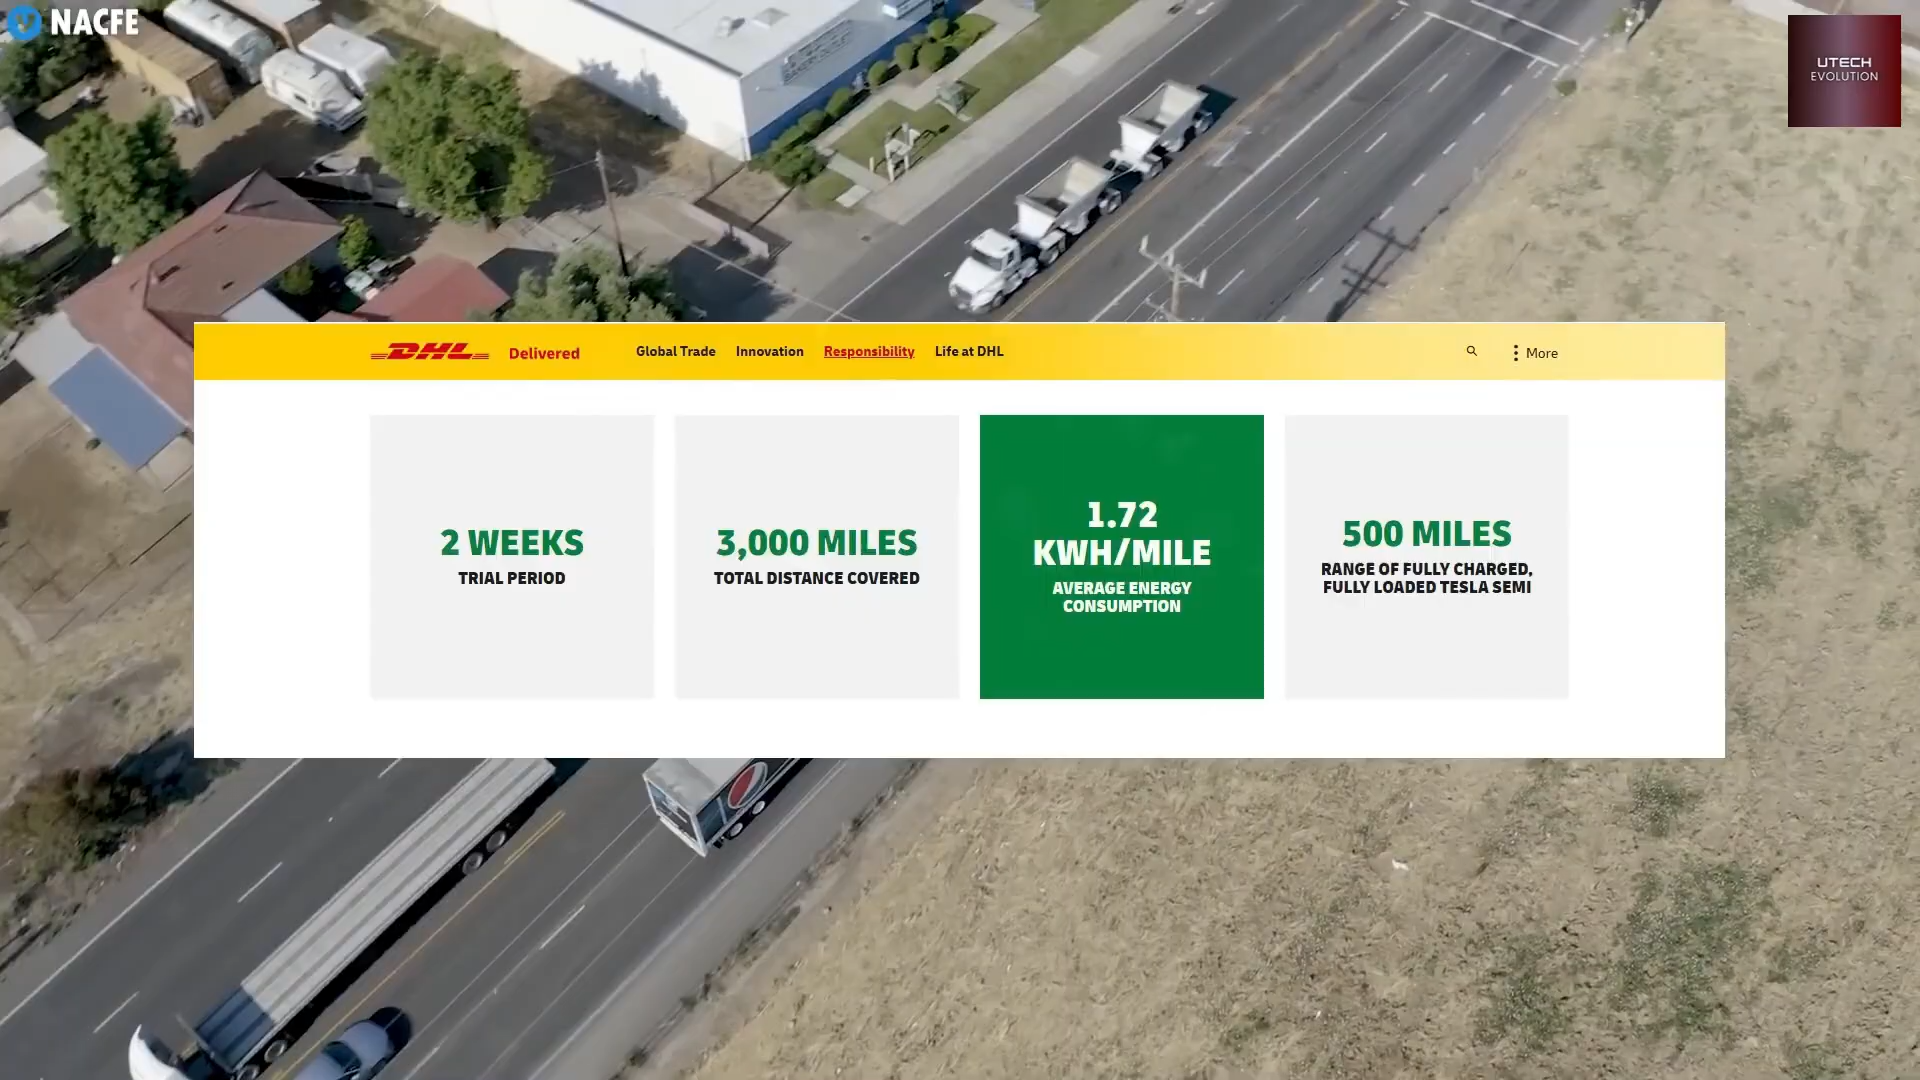 NACFE
UTECH
EVOLUTION
DHL Delivered Global Trade Innovation Responsibility Life at DHL More
2 WEEKS
TRIAL PERIOD
3,000 MILES
TOTAL DISTANCE COVERED
1.72
KWH/MILE
AVERAGE ENERGY
CONSUMPTION
500 MILES
RANGE OF FULLY CHARGED,
FULLY LOADED TESLA SEMI